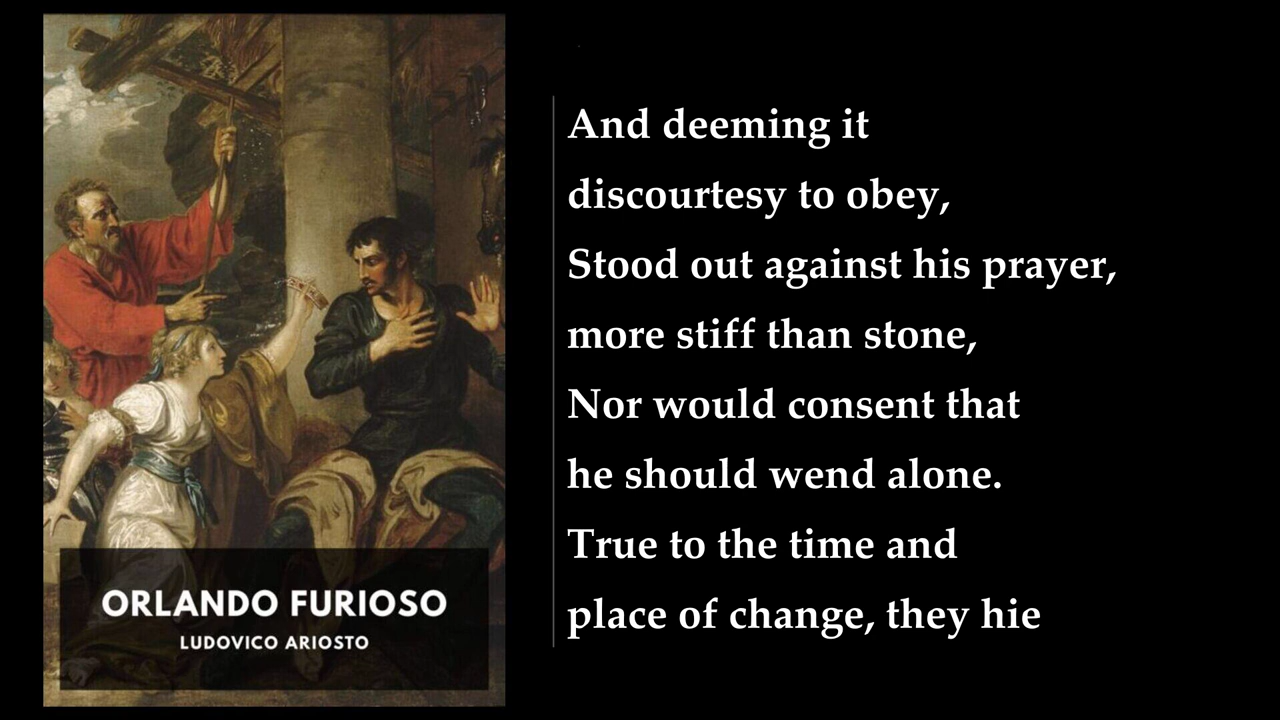 ORLANDO FURIOSO
LUDOVICO ARIOSTO
And deeming it
discourtesy to obey,
Stood out against his prayer,
more stiff than stone,
Nor would consent that
he should wend alone.
True to the time and
place of change, they hie